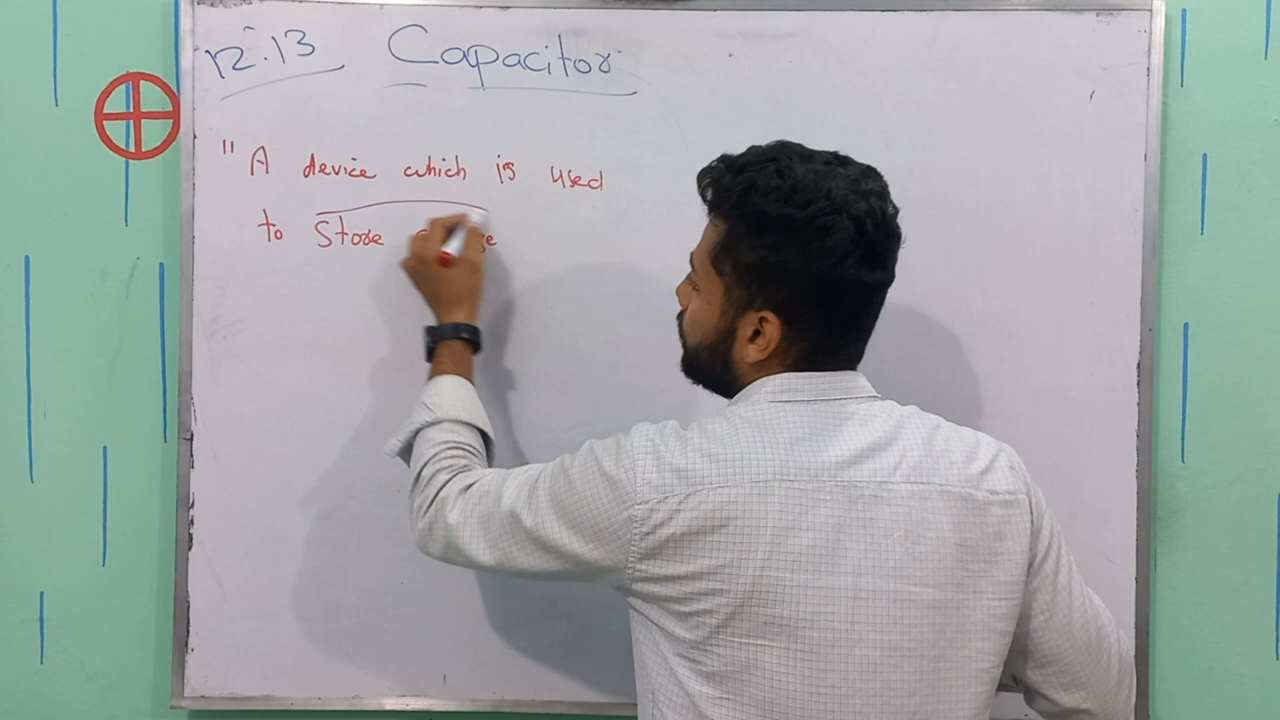 12.13 Capacitor
" A device which is used
to Store